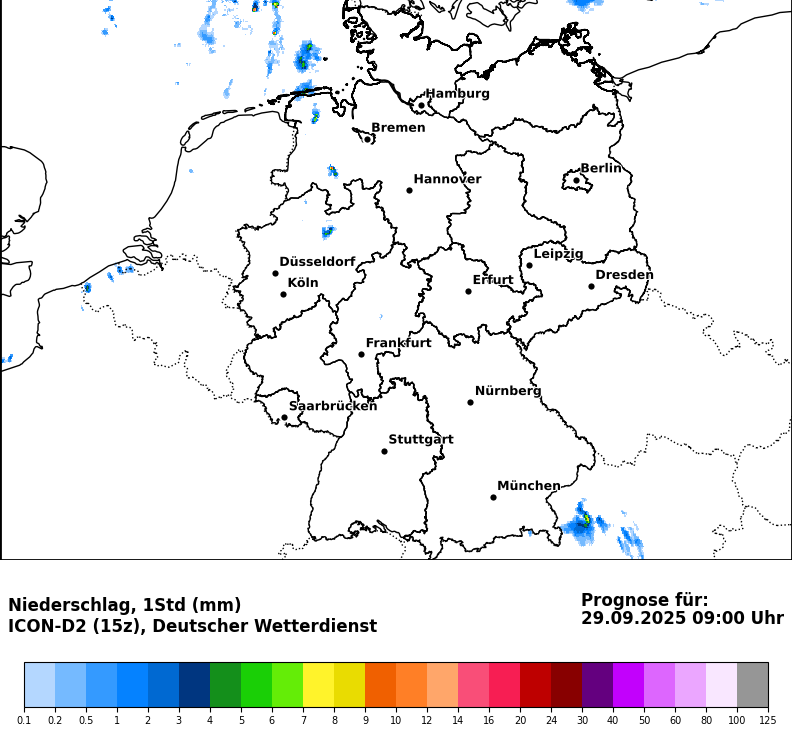 Hamburg
Bremen
Berlin
Hannover
Leipzig
Düsseldorf
Dresden
Köln
Erfurt
Frankfurt
Nürnberg
Saarbrücken
Stuttgart
München
Niederschlag, 1Std (mm)
ICON-D2 (15z), Deutscher Wetterdienst
Prognose für:
29.09.2025 09:00 Uhr
0.1 0.2 0.5 1 2 3 4 5 6 7 8 9 10 12 14 16 20 24 30 40 50 60 80 100 125